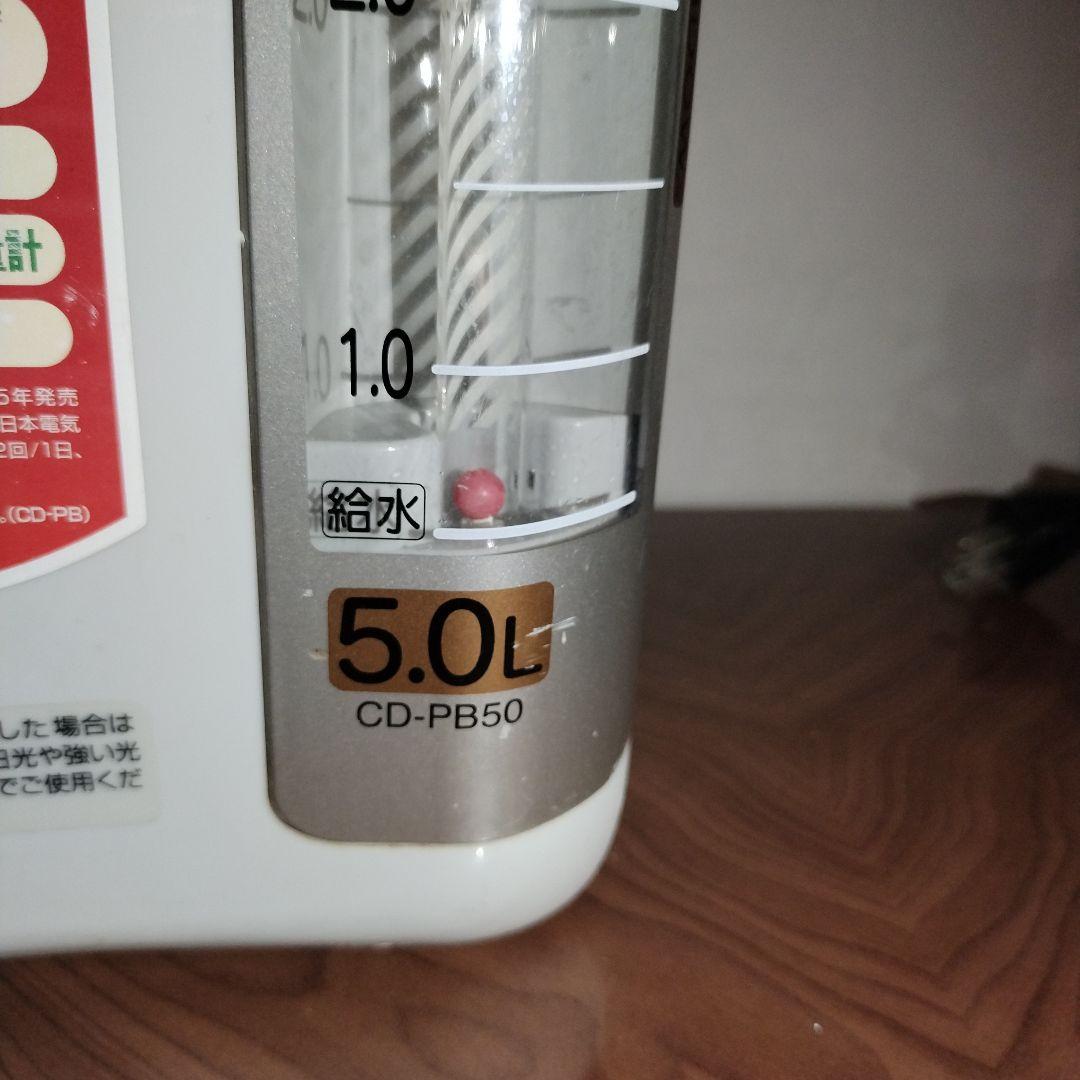 2.0
1.0
給水
5.0L
CD-PB50
計
5年発売
日本電気
2回/1日、
。(CD-PB)
した場合は
日光や強い光
でご使用くだ